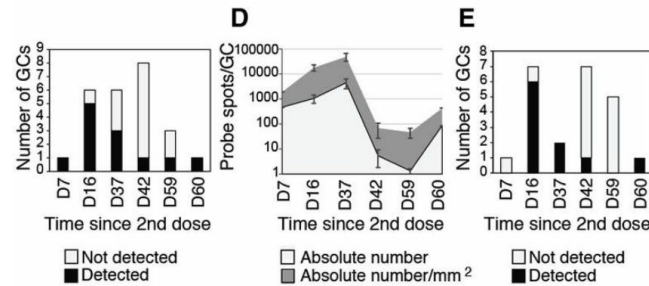 D
E
Number of GCs
9
8
7
6
5
4
3
2
1
D7
D16
D37
D42
D59
D60
Time since 2nd dose
Not detected
Detected
Probe spots/GC
100000
10000
1000
100
5
1
D7
D16
D37
D42
D59
D60
Time since 2nd dose
Absolute number
Absolute number/mm²
Number of GCs
8
7
6
5
4
3
2
1
D7
D16
D37
D42
D59
D60
Time since 2nd dose
Not detected
Detected